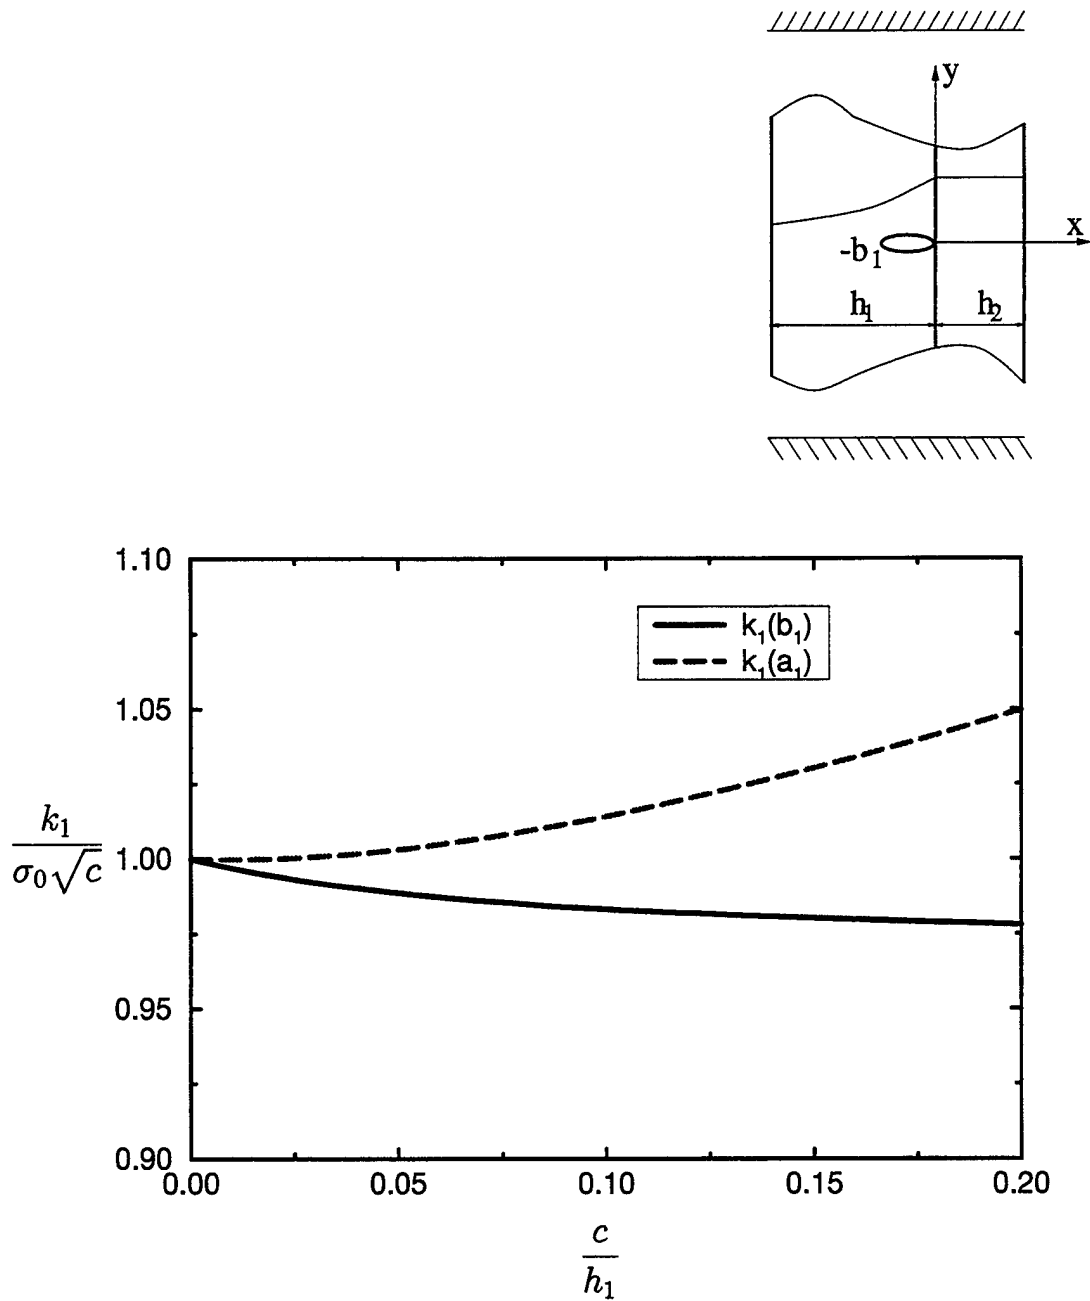 y
x
-b₁
h₁ h₂
1.10
k₁(b₁)
k₁(a₁)
1.05
k₁
σ₀√c
1.00
0.95
0.90
0.00 0.05 0.10 0.15 0.20
c
h₁